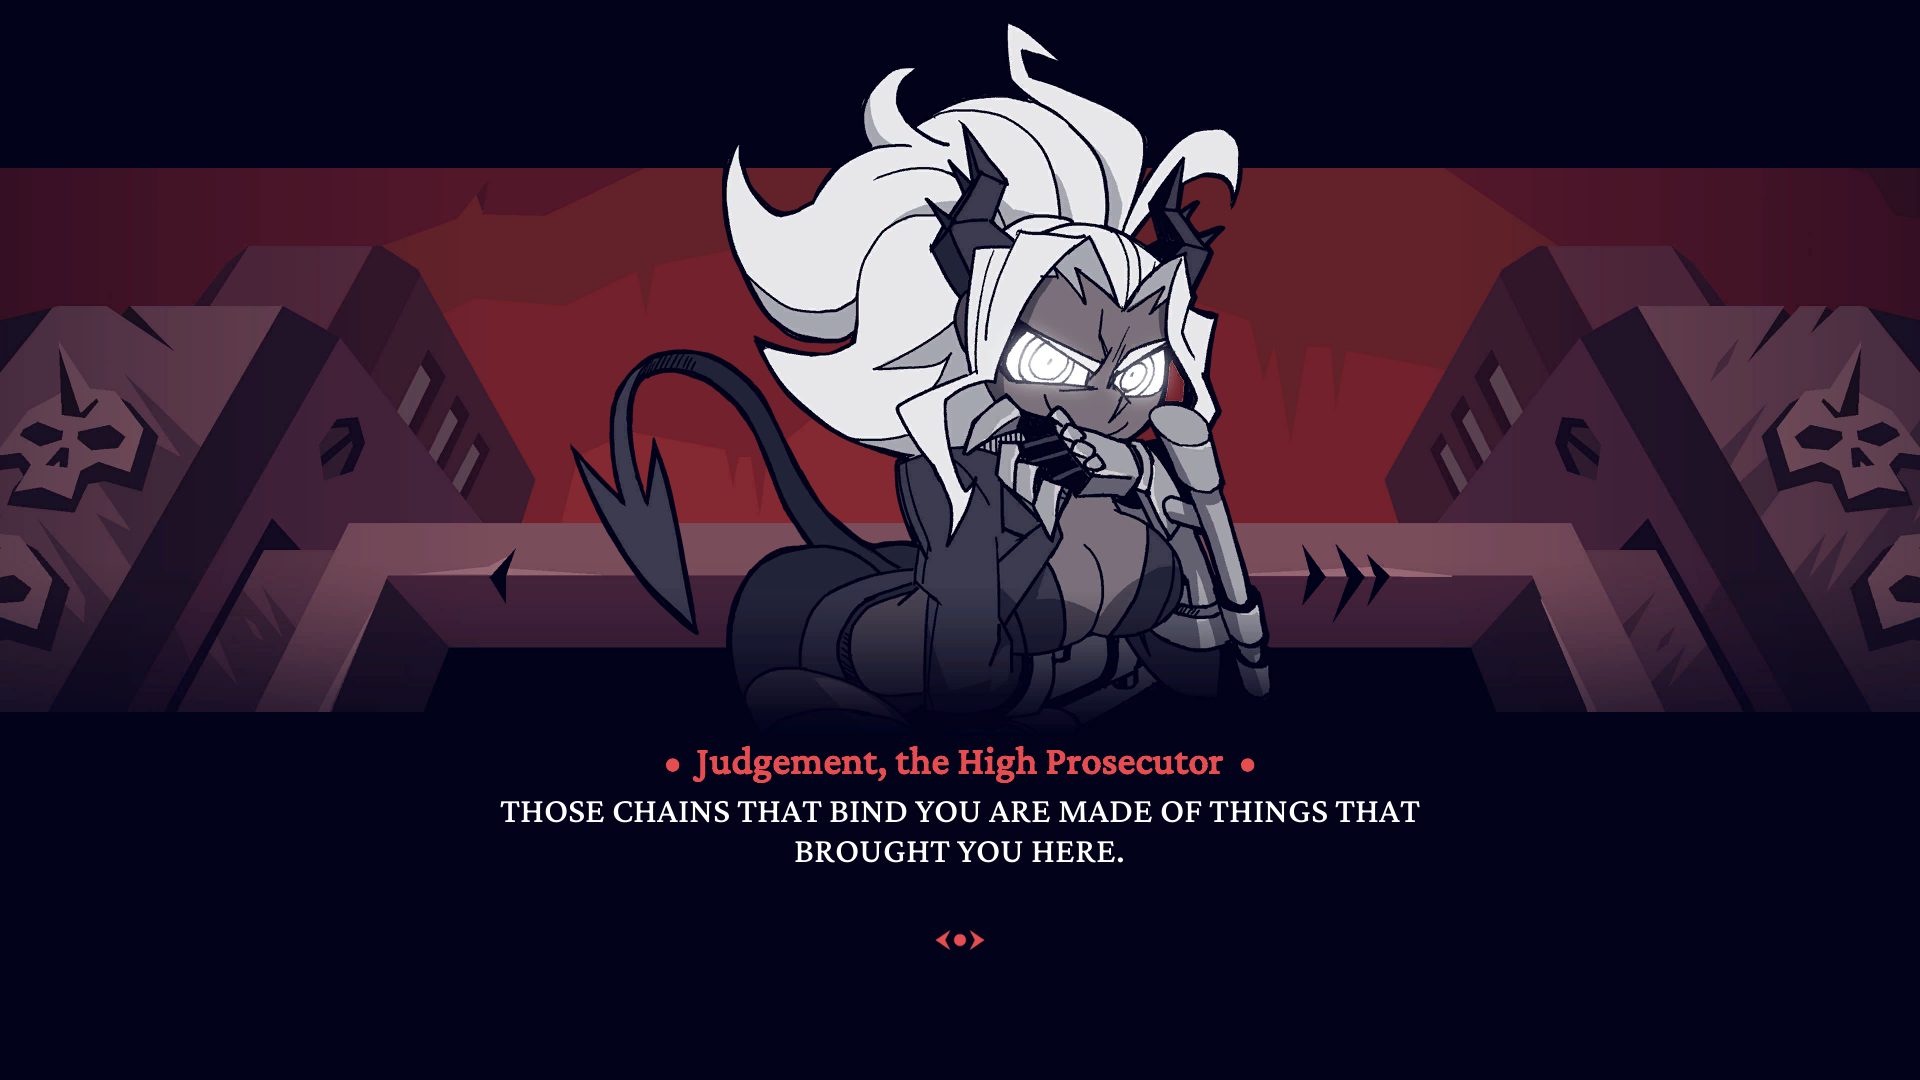 • Judgement, the High Prosecutor •
THOSE CHAINS THAT BIND YOU ARE MADE OF THINGS THAT
BROUGHT YOU HERE.